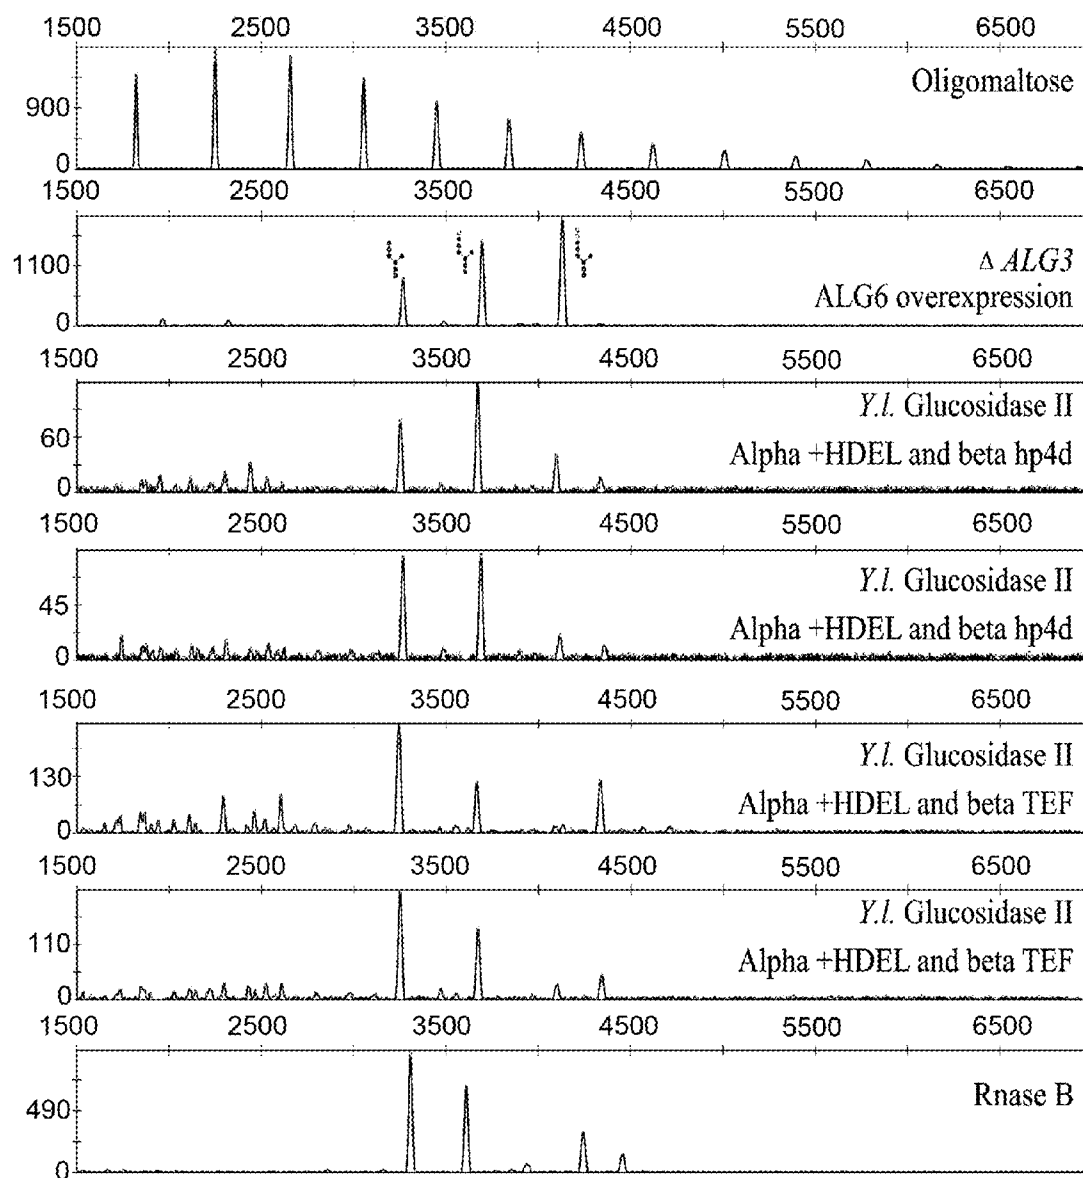 1500 2500 3500 4500 5500 6500
Oligomaltose
900
0
1500 2500 3500 4500 5500 6500
Δ ALG3
1100
ALG6 overexpression
0
1500 2500 3500 4500 5500 6500
Y.l. Glucosidase II
60
Alpha +HDEL and beta hp4d
0
1500 2500 3500 4500 5500 6500
Y.l. Glucosidase II
45
Alpha +HDEL and beta hp4d
0
1500 2500 3500 4500 5500 6500
Y.l. Glucosidase II
130
Alpha +HDEL and beta TEF
0
1500 2500 3500 4500 5500 6500
Y.l. Glucosidase II
110
Alpha +HDEL and beta TEF
0
1500 2500 3500 4500 5500 6500
Rnase B
490
0